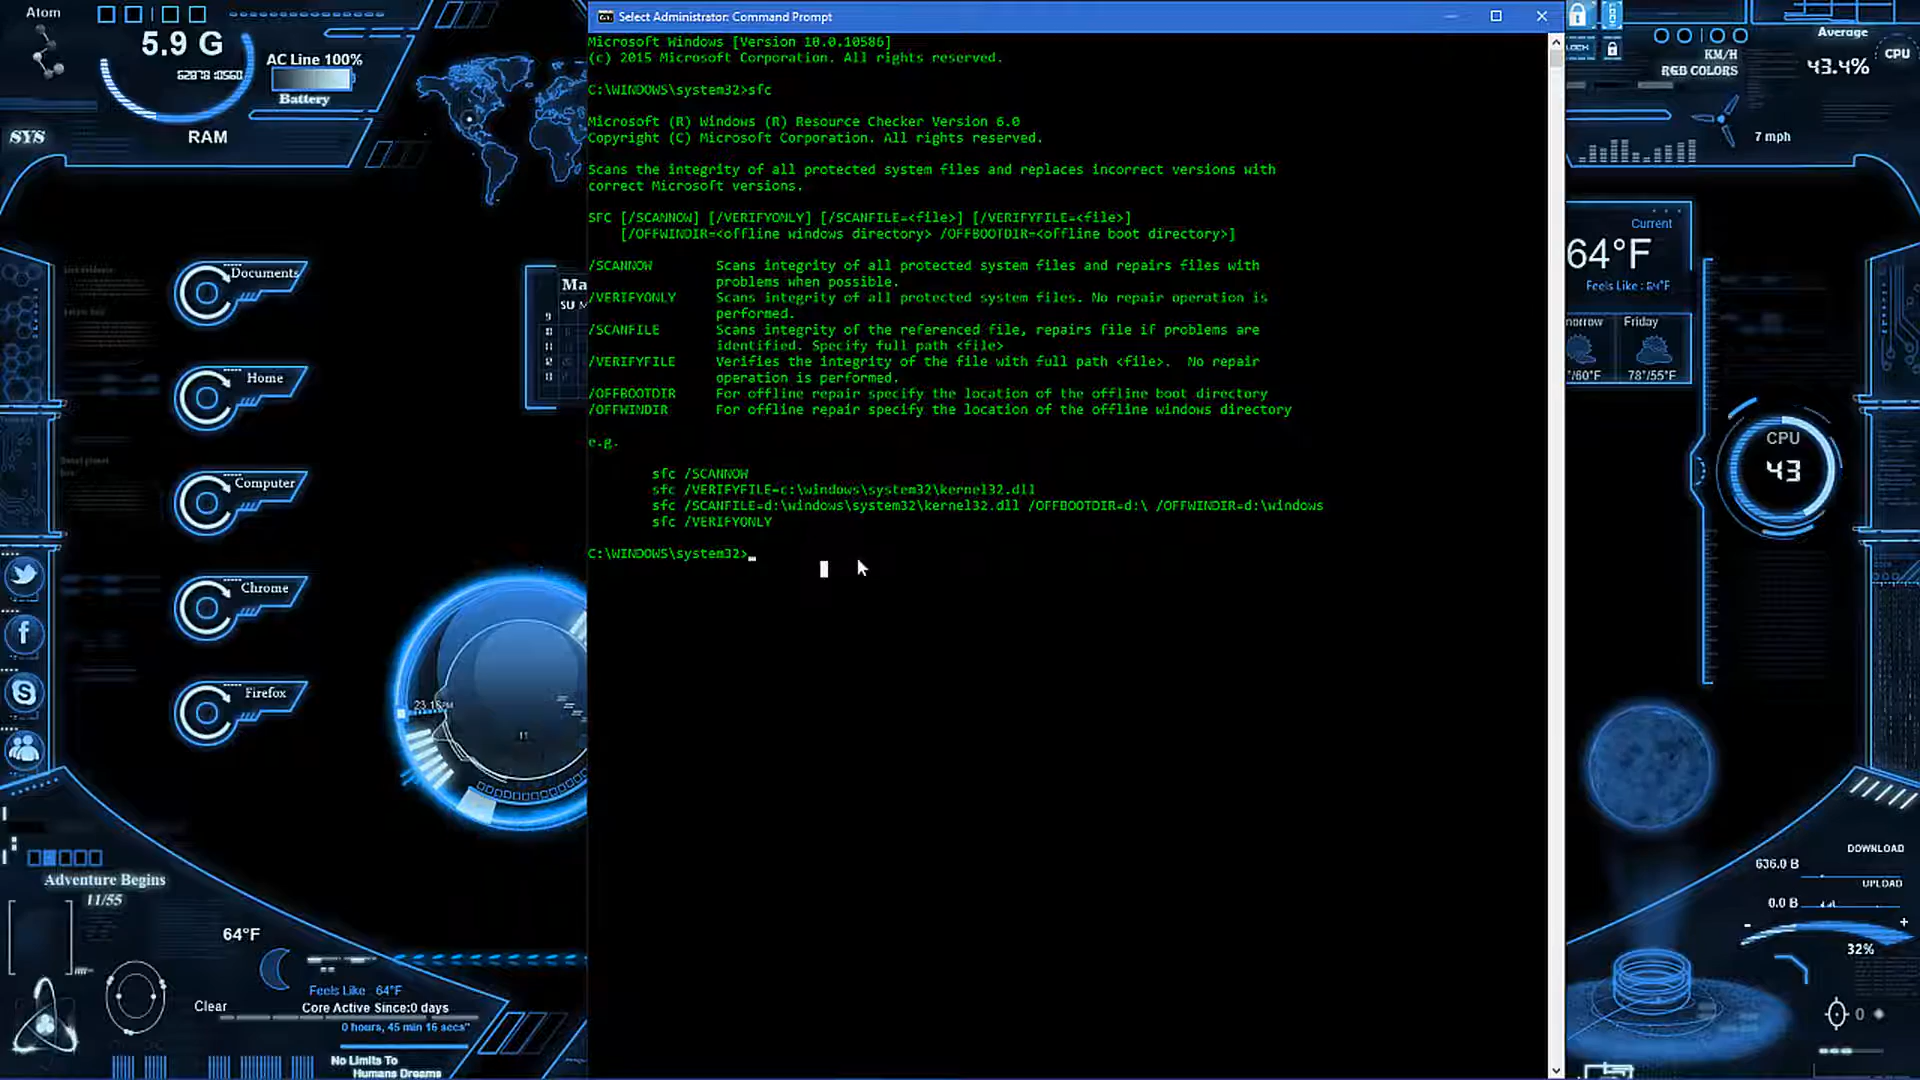 Atom
5.9 G
AC Line 100%
Battery
SYS
RAM
Select Administrator: Command Prompt
Microsoft Windows [Version 10.0.10586]
(c) 2015 Microsoft Corporation. All rights reserved.
C:\WINDOWS\system32>sfc
Microsoft (R) Windows (R) Resource Checker Version 6.0
Copyright (C) Microsoft Corporation. All rights reserved.
Scans the integrity of all protected system files and replaces incorrect versions with
correct Microsoft versions.
SFC [/SCANNOW] [/VERIFYONLY] [/SCANFILE=<file>] [/VERIFYFILE=<file>]
[/OFFWINDIR=<offline windows directory> /OFFBOOTDIR=<offline boot directory>]
/SCANNOW Scans integrity of all protected system files and repairs files with
problems when possible.
/VERIFYONLY Scans integrity of all protected system files. No repair operation is
performed.
/SCANFILE Scans integrity of the referenced file, repairs file if problems are
identified. Specify full path <file>
/VERIFYFILE Verifies the integrity of the file with full path <file>. No repair
operation is performed.
/OFFBOOTDIR For offline repair specify the location of the offline boot directory
/OFFWINDIR For offline repair specify the location of the offline windows directory
e.g.
sfc /SCANNOW
sfc /VERIFYFILE=c:\windows\system32\kernel32.dll
sfc /SCANFILE=d:\windows\system32\kernel32.dll /OFFBOOTDIR=d:\ /OFFWINDIR=d:\windows
sfc /VERIFYONLY
C:\WINDOWS\system32>
Documents
Home
Computer
Chrome
Firefox
Ma
SU M
Adventure Begins
11/55
64°F
Feels Like : 64°F
Clear
Core Active Since:0 days
0 hours, 45 min 16 secs"
No Limits To
Humans Dreams
LOCK
KM/H
RGB COLORS
Average
CPU
43.4%
7 mph
Current
64°F
Feels Like : 64°F
orrow
Friday
°/60°F
78°/55°F
CPU
43
DOWNLOAD
636.0 B
UPLOAD
0.0 B
32%
0